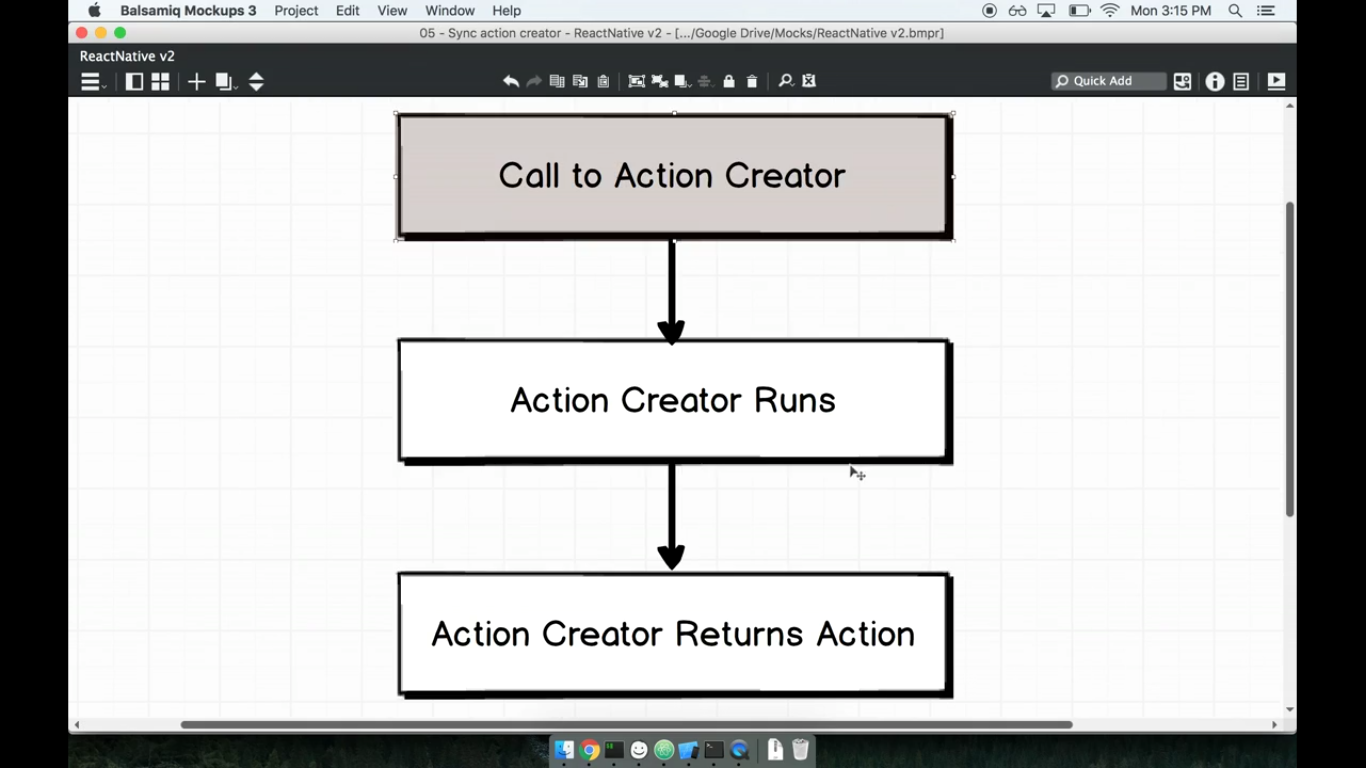 Balsamiq Mockups 3 Project Edit View Window Help Mon 3:15 PM
05 - Sync action creator - ReactNative v2 - [.../Google Drive/Mocks/ReactNative v2.bmpr]
ReactNative v2
Quick Add
Call to Action Creator
Action Creator Runs
Action Creator Returns Action